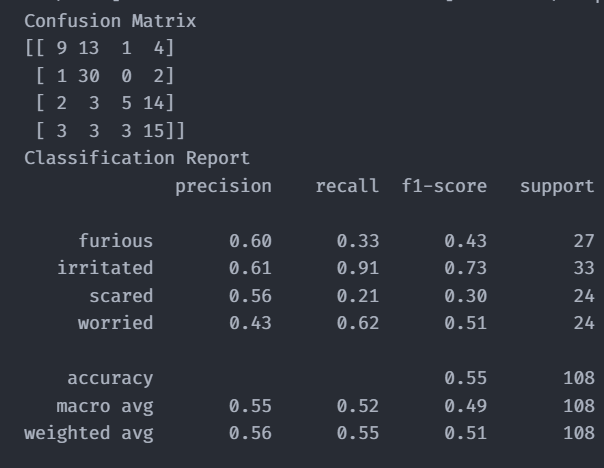 Confusion Matrix
[[ 9 13  1  4]
 [ 1 30  0  2]
 [ 2  3  5 14]
 [ 3  3  3 15]]
Classification Report
              precision    recall  f1-score   support

     furious       0.60      0.33      0.43        27
   irritated       0.61      0.91      0.73        33
      scared       0.56      0.21      0.30        24
     worried       0.43      0.62      0.51        24

    accuracy                           0.55       108
   macro avg       0.55      0.52      0.49       108
weighted avg       0.56      0.55      0.51       108